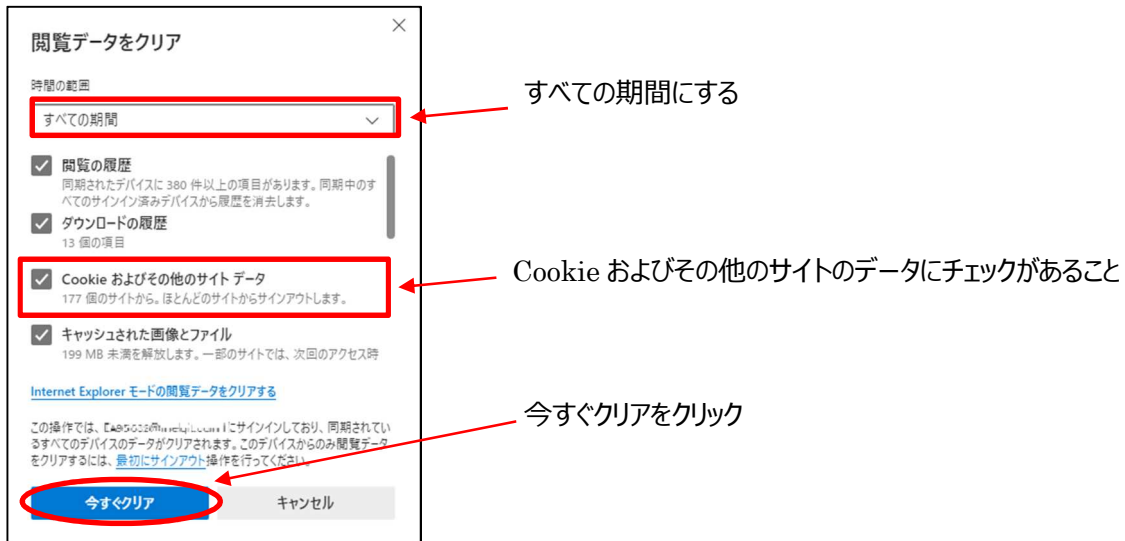 閲覧データをクリア
時間の範囲
すべての期間
すべての期間にする
閲覧の履歴
同期されたデバイスに 380 件以上の項目があります。同期中のす
べてのサインイン済みデバイスから履歴を消去します。
ダウンロードの履歴
13 個の項目
Cookie およびその他のサイト データ
177 個のサイトから。ほとんどのサイトからサインアウトします。
Cookie およびその他のサイトのデータにチェックがあること
キャッシュされた画像とファイル
199 MB 未満を解放します。一部のサイトでは、次回のアクセス時
Internet Explorer モードの閲覧データをクリアする
今すぐクリアをクリック
この操作では、にサインインしており、同期されてい
るすべてのデバイスのデータがクリアされます。このデバイスからのみ閲覧データ
をクリアするには、最初にサインアウト操作を行ってください。
今すぐクリア
キャンセル